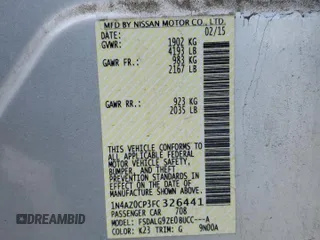 MFD BY NISSAN MOTOR CO., LTD.
DATE: 02/15
GVWR: 1902 KG
4193 LB
GAWR FR.: 983 KG
2167 LB
GAWR RR.: 923 KG
2035 LB
THIS VEHICLE CONFORMS TO ALL
APPLICABLE FEDERAL MOTOR
VEHICLE SAFETY,
BUMPER, AND THEFT
PREVENTION STANDARDS
IN EFFECT ON THE DATE OF
MANUFACTURE SHOWN ABOVE.
1N4AZ0CP3FC326441
PASSENGER CAR 708
MODEL: FSDALG9ZE0BUCC---A
COLOR: K23 TRIM: G 9N00A